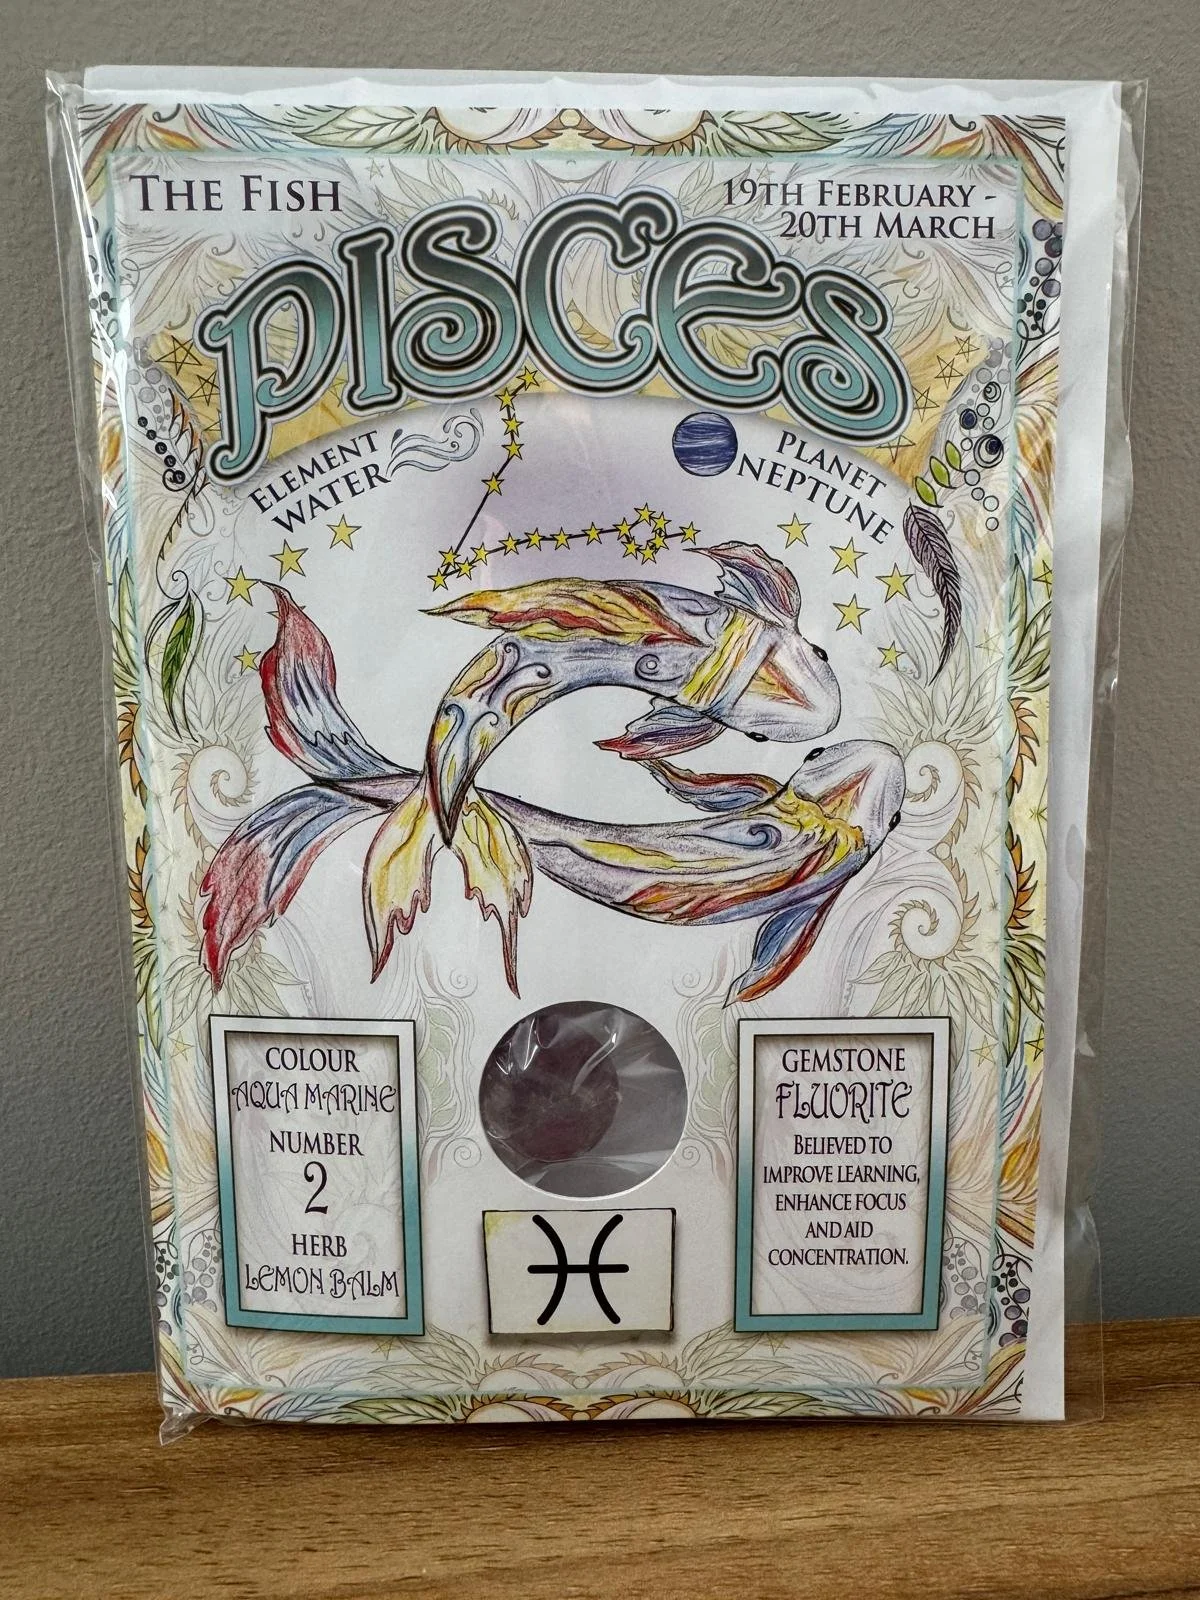 THE FISH
19TH FEBRUARY -
20TH MARCH
PISCES
ELEMENT
WATER
PLANET
NEPTUNE
COLOUR
AQUA MARINE
NUMBER
2
HERB
LEMON BALM
GEMSTONE
FLUORITE
BELIEVED TO
IMPROVE LEARNING,
ENHANCE FOCUS
AND AID
CONCENTRATION.